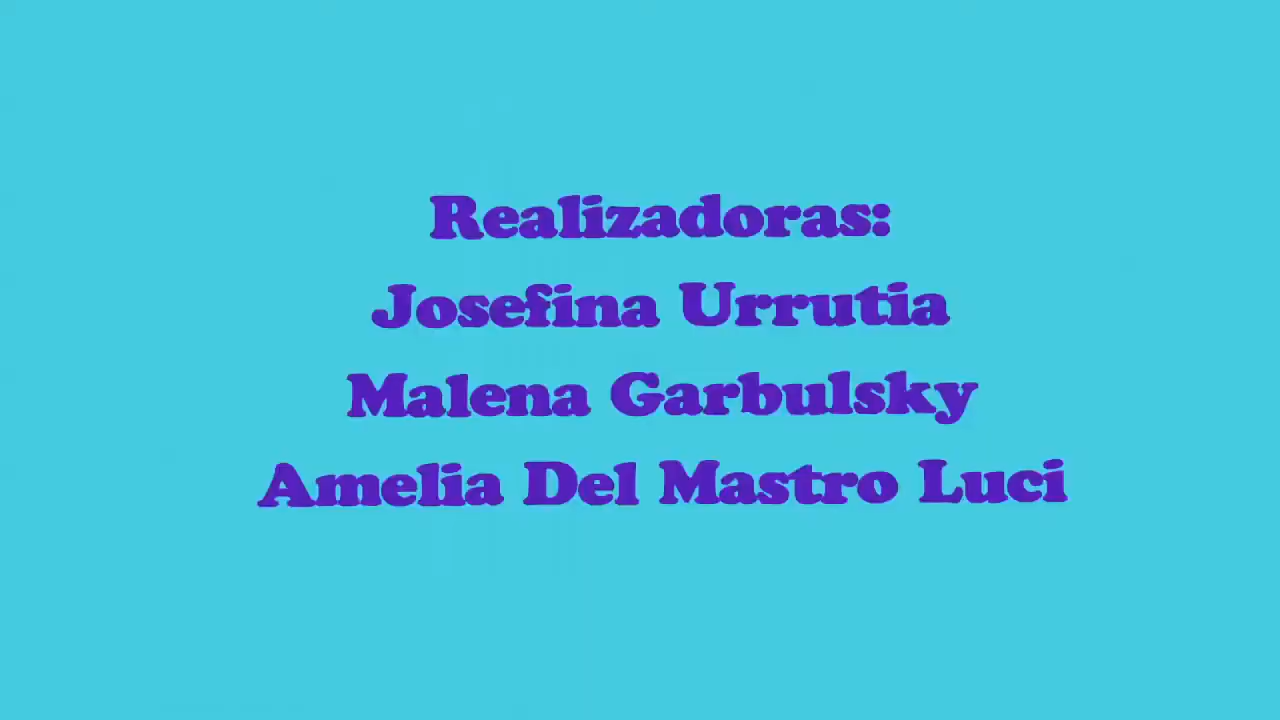 Realizadoras:
Josefina Urrutia
Malena Garbulsky
Amelia Del Mastro Luci